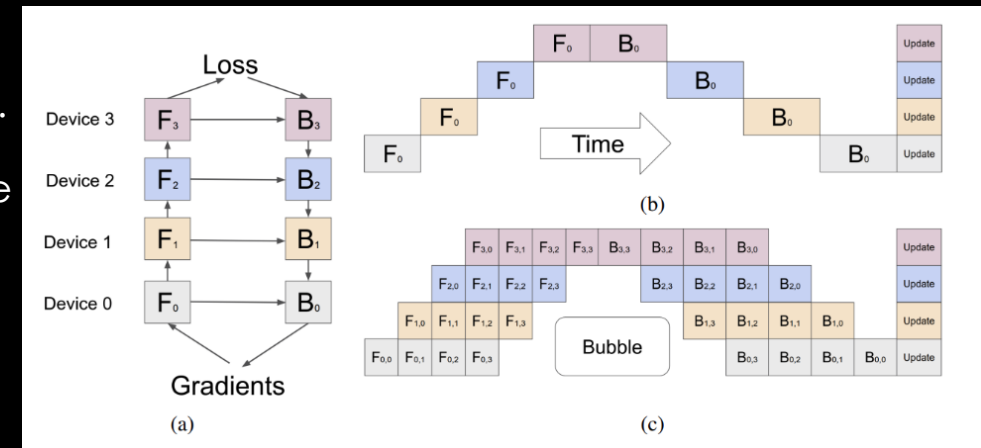 .
e
Loss
Device 3
F₃
B₃
Device 2
F₂
B₂
Device 1
F₁
B₁
Device 0
F₀
B₀
Gradients
(a)
F₀ B₀ Update
F₀ B₀ Update
F₀ B₀ Update
Time
F₀ B₀ Update
(b)
F₃,₀ F₃,₁ F₃,₂ F₃,₃ B₃,₃ B₃,₂ B₃,₁ B₃,₀ Update
F₂,₀ F₂,₁ F₂,₂ F₂,₃ B₂,₃ B₂,₂ B₂,₁ B₂,₀ Update
F₁,₀ F₁,₁ F₁,₂ F₁,₃ B₁,₃ B₁,₂ B₁,₁ B₁,₀ Update
Bubble
F₀,₀ F₀,₁ F₀,₂ F₀,₃ B₀,₃ B₀,₂ B₀,₁ B₀,₀ Update
(c)